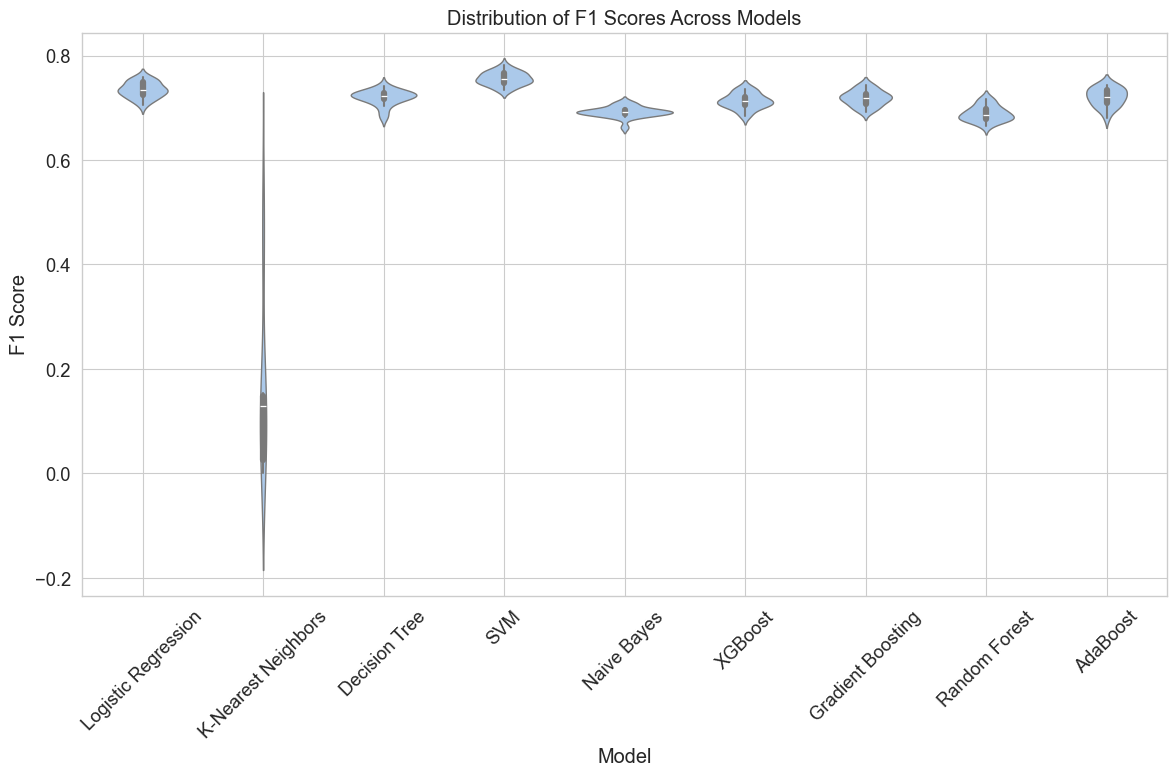 Distribution of F1 Scores Across Models
F1 Score
0.8
0.6
0.4
0.2
0.0
−0.2
Logistic Regression
K-Nearest Neighbors
Decision Tree
SVM
Naive Bayes
XGBoost
Gradient Boosting
Random Forest
AdaBoost
Model